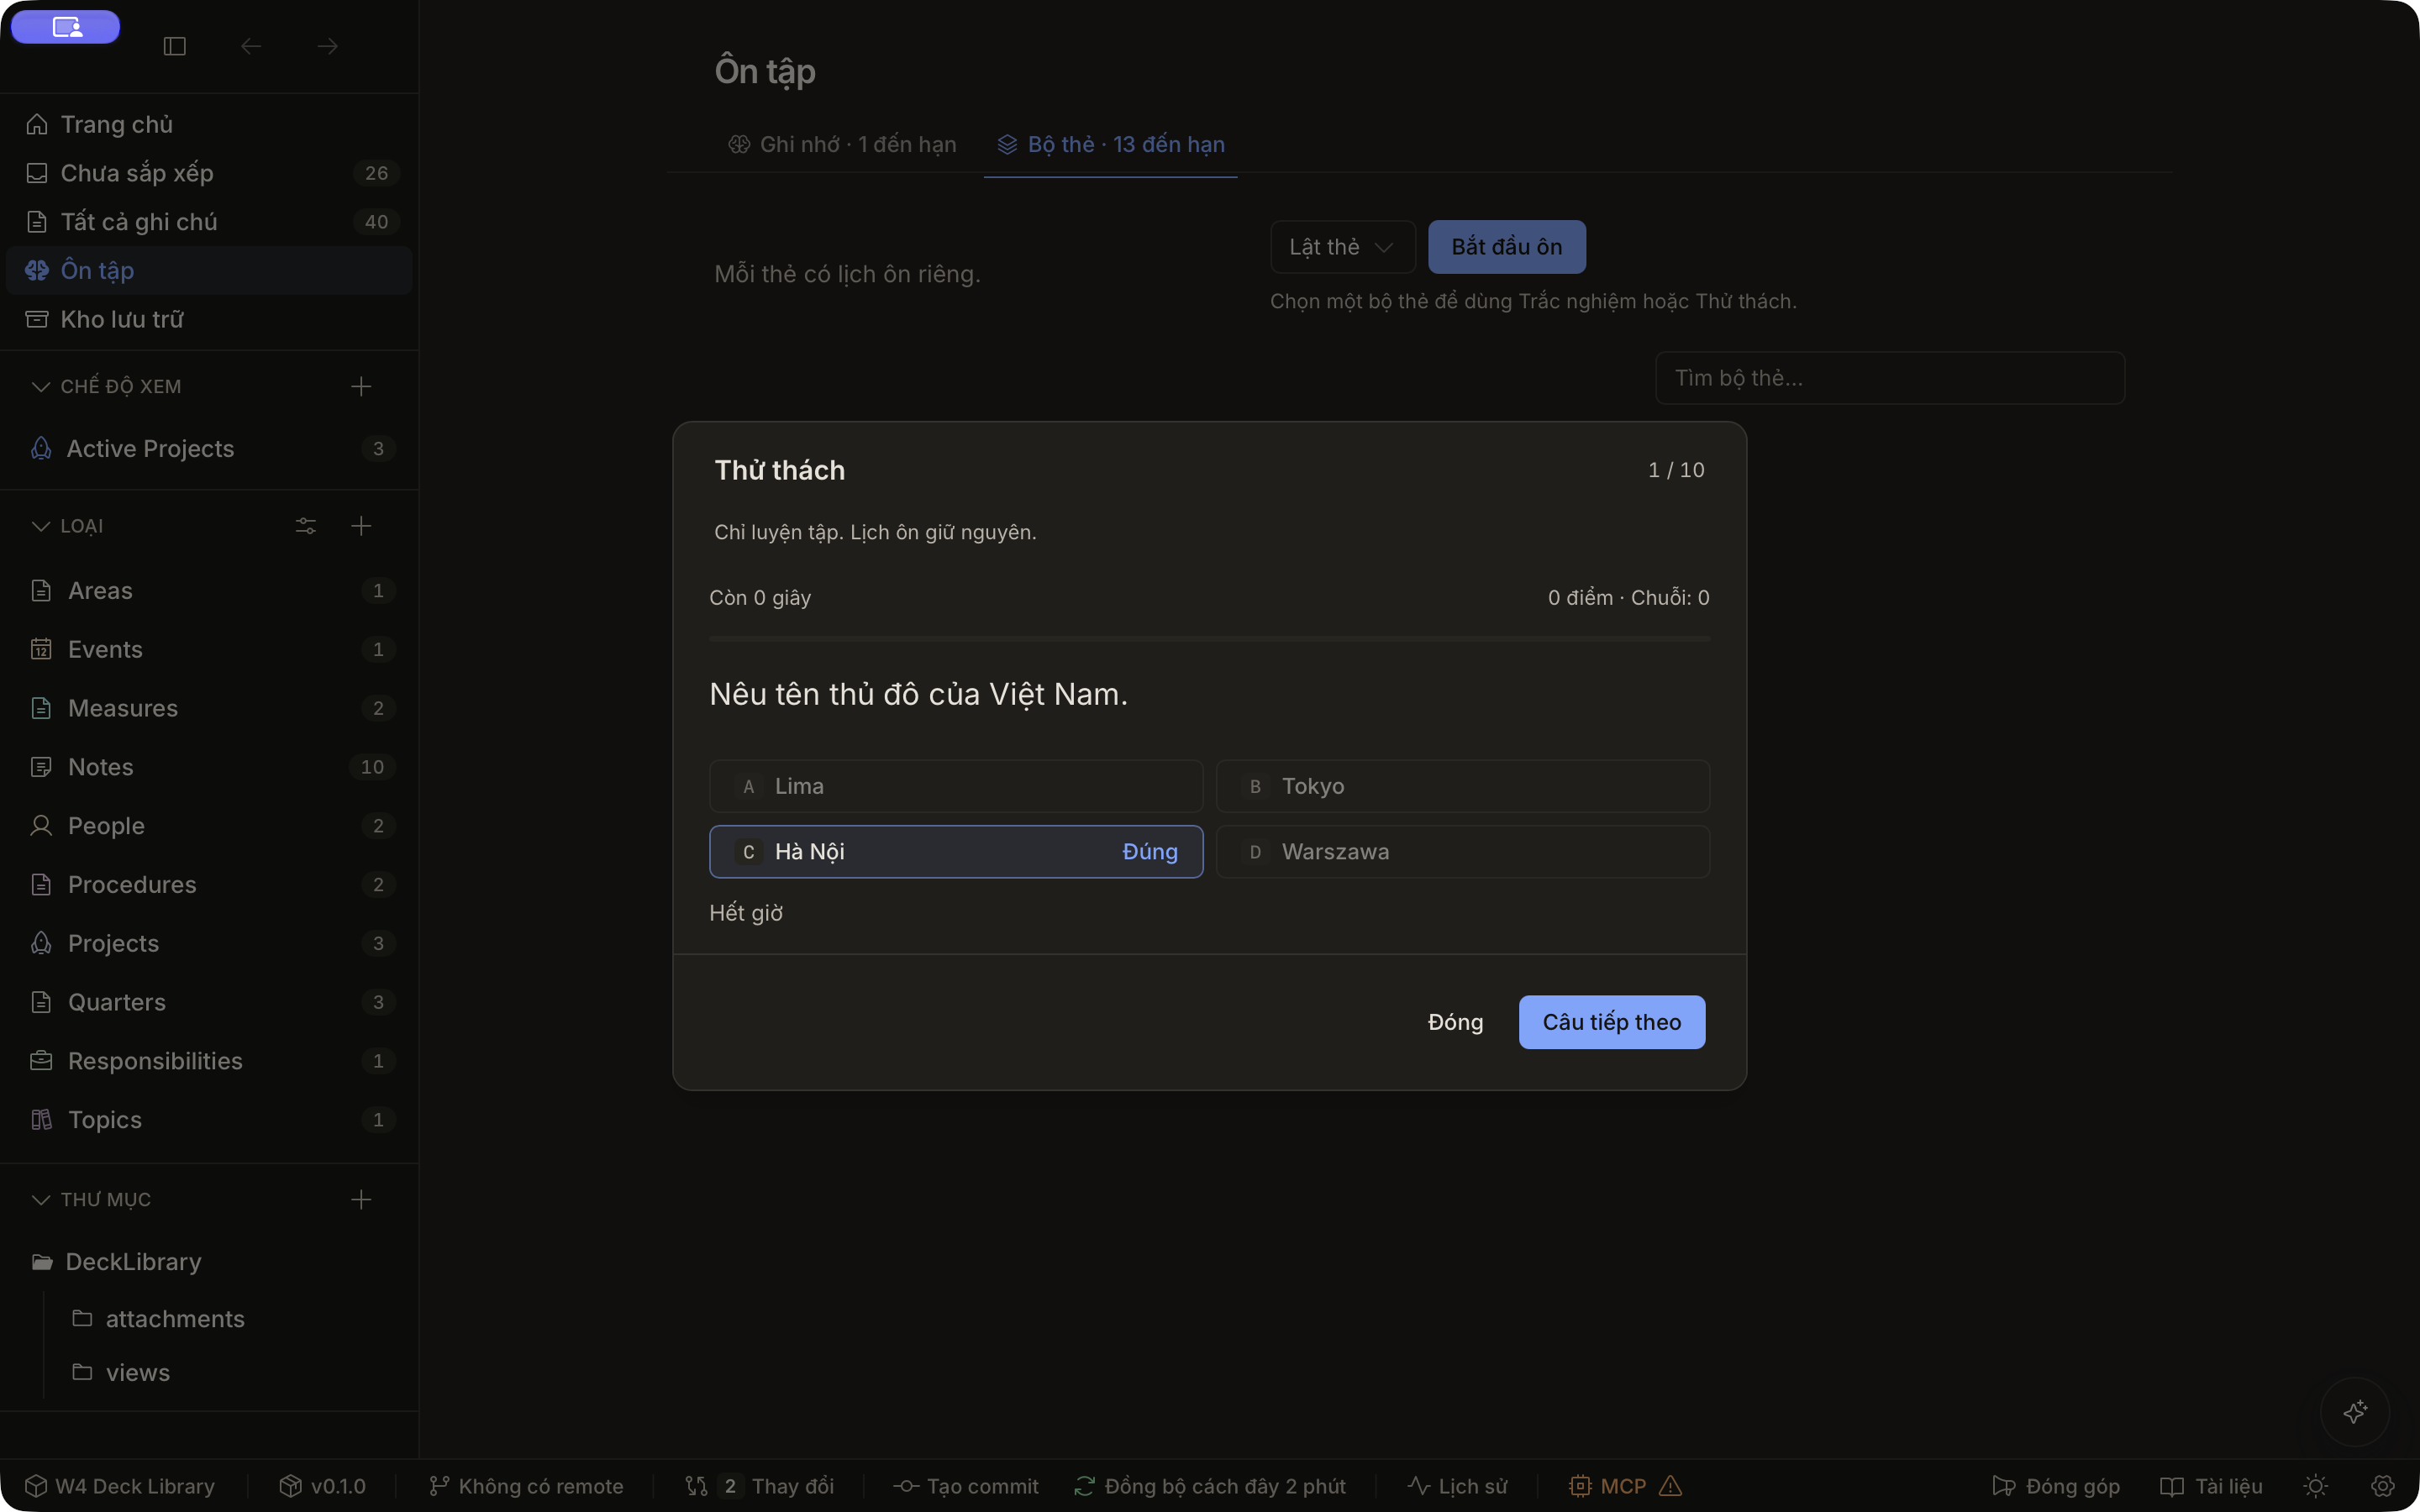 Trang chủ
Chưa sắp xếp 26
Tất cả ghi chú 40
Ôn tập
Kho lưu trữ
CHẾ ĐỘ XEM
Active Projects 3
LOẠI
Areas 1
12 Events 1
Measures 2
Notes 10
People 2
Procedures 2
Projects 3
Quarters 3
Responsibilities 1
Topics 1
THƯ MỤC
DeckLibrary
attachments
views
Ôn tập
Ghi nhớ · 1 đến hạn Bộ thẻ · 13 đến hạn
Mỗi thẻ có lịch ôn riêng.
Lật thẻ Bắt đầu ôn
Chọn một bộ thẻ để dùng Trắc nghiệm hoặc Thử thách.
Tìm bộ thẻ...
Thử thách 1 / 10
Chỉ luyện tập. Lịch ôn giữ nguyên.
Còn 0 giây 0 điểm · Chuỗi: 0
Nêu tên thủ đô của Việt Nam.
A Lima B Tokyo
C Hà Nội Đúng D Warszawa
Hết giờ
Đóng Câu tiếp theo
W4 Deck Library v0.1.0 Không có remote 2 Thay đổi Tạo commit Đồng bộ cách đây 2 phút Lịch sử MCP Đóng góp Tài liệu